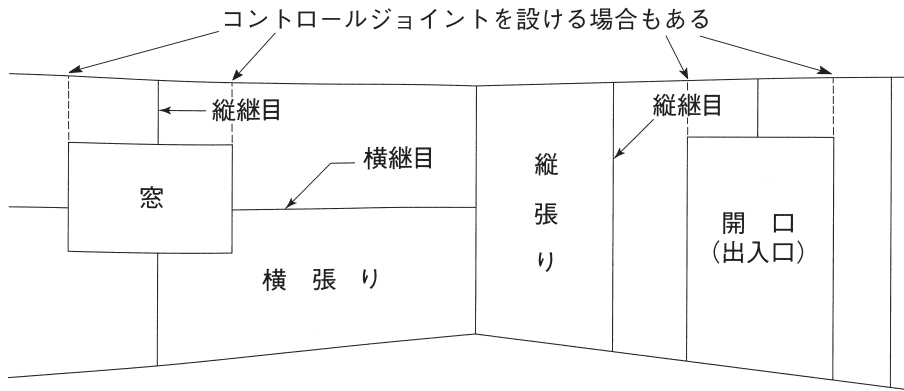 コントロールジョイントを設ける場合もある
縦継目
縦継目
横継目
窓
縦張り
開口
(出入口)
横張り